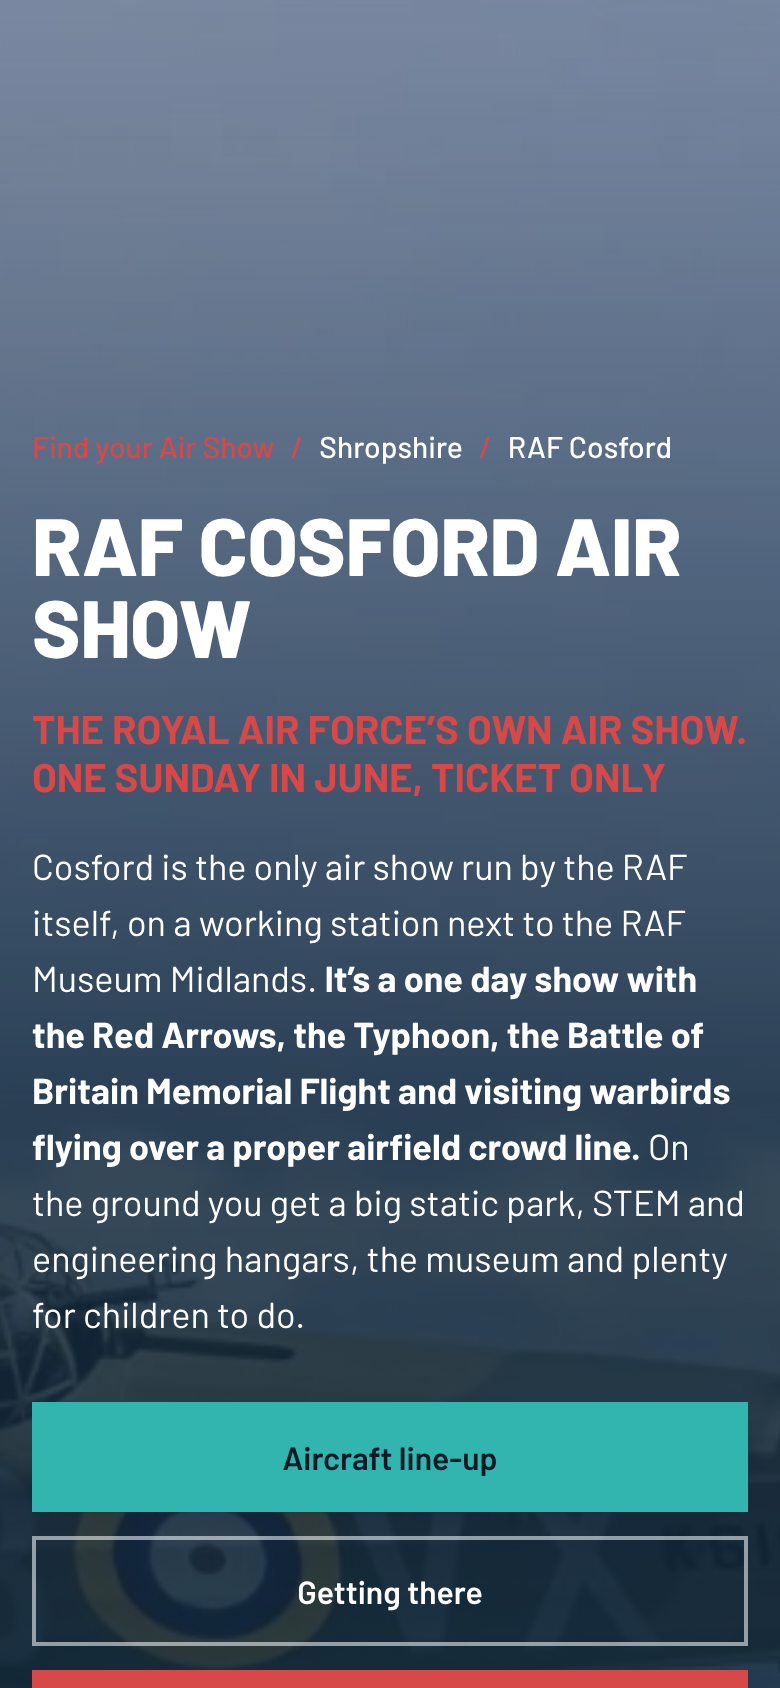 Find your Air Show / Shropshire / RAF Cosford
RAF COSFORD AIR
SHOW
THE ROYAL AIR FORCE’S OWN AIR SHOW.
ONE SUNDAY IN JUNE, TICKET ONLY
Cosford is the only air show run by the RAF
itself, on a working station next to the RAF
Museum Midlands. It’s a one day show with
the Red Arrows, the Typhoon, the Battle of
Britain Memorial Flight and visiting warbirds
flying over a proper airfield crowd line. On
the ground you get a big static park, STEM and
engineering hangars, the museum and plenty
for children to do.
Aircraft line-up
VX
Getting there